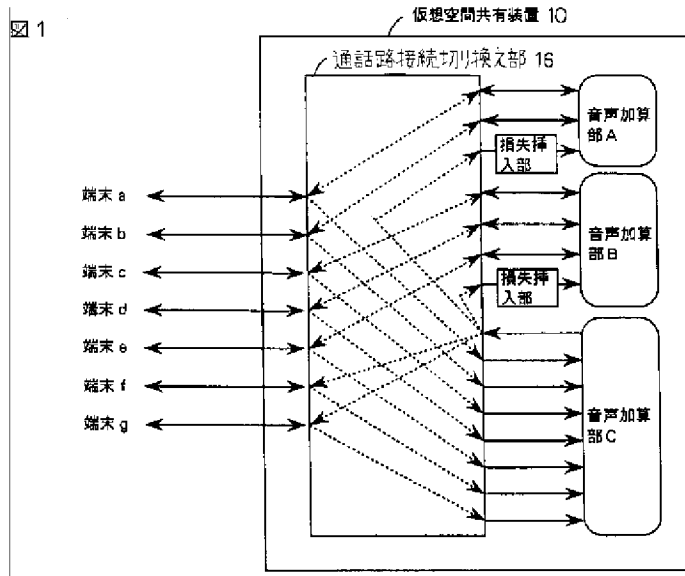 図 1
仮想空間共有装置 10
通話路接続切り換え部 16
音声加算
部 A
損失挿
入部
音声加算
部 B
損失挿
入部
音声加算
部 C
端末 a
端末 b
端末 c
端末 d
端末 e
端末 f
端末 g